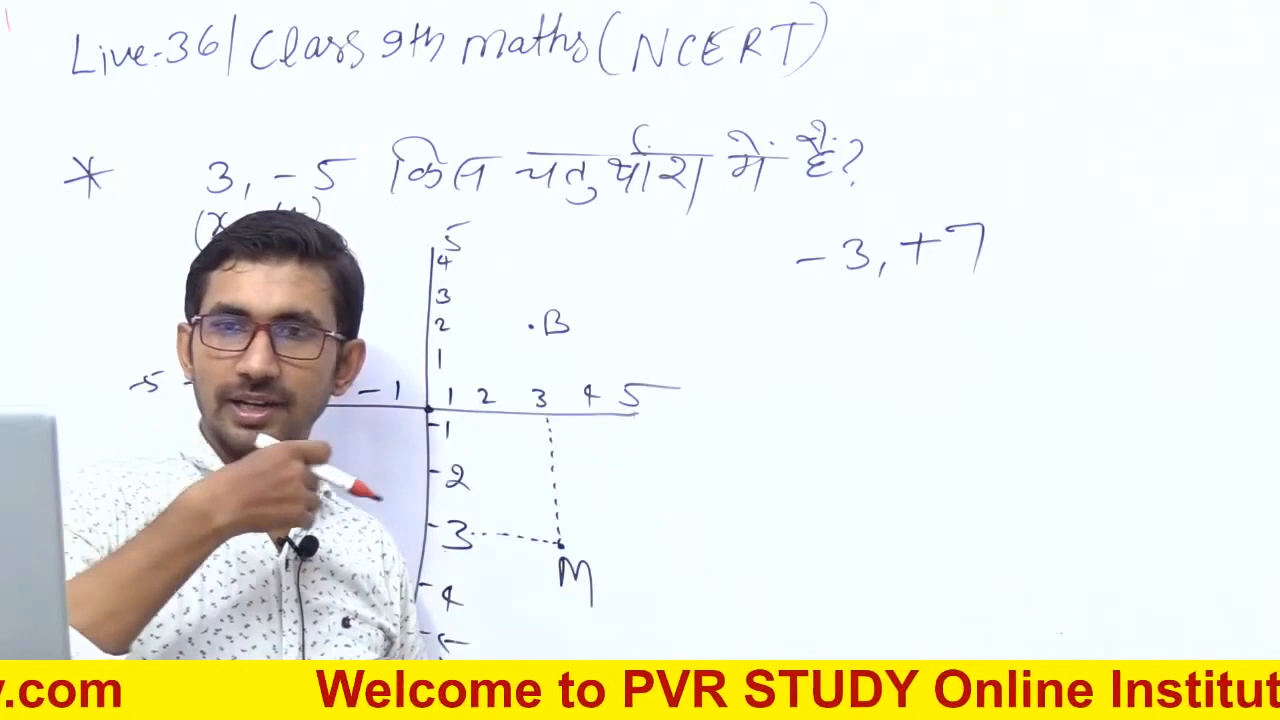 Live-36/Class 9th maths (NCERT)
* 3, -5 किस चतुर्थांश में है?
(x
-3, +7
5
4
3
2
.B
1
-5
-1
1 2 3 4 5
-1
-2
-3
M
-4
y.com Welcome to PVR STUDY Online Institut